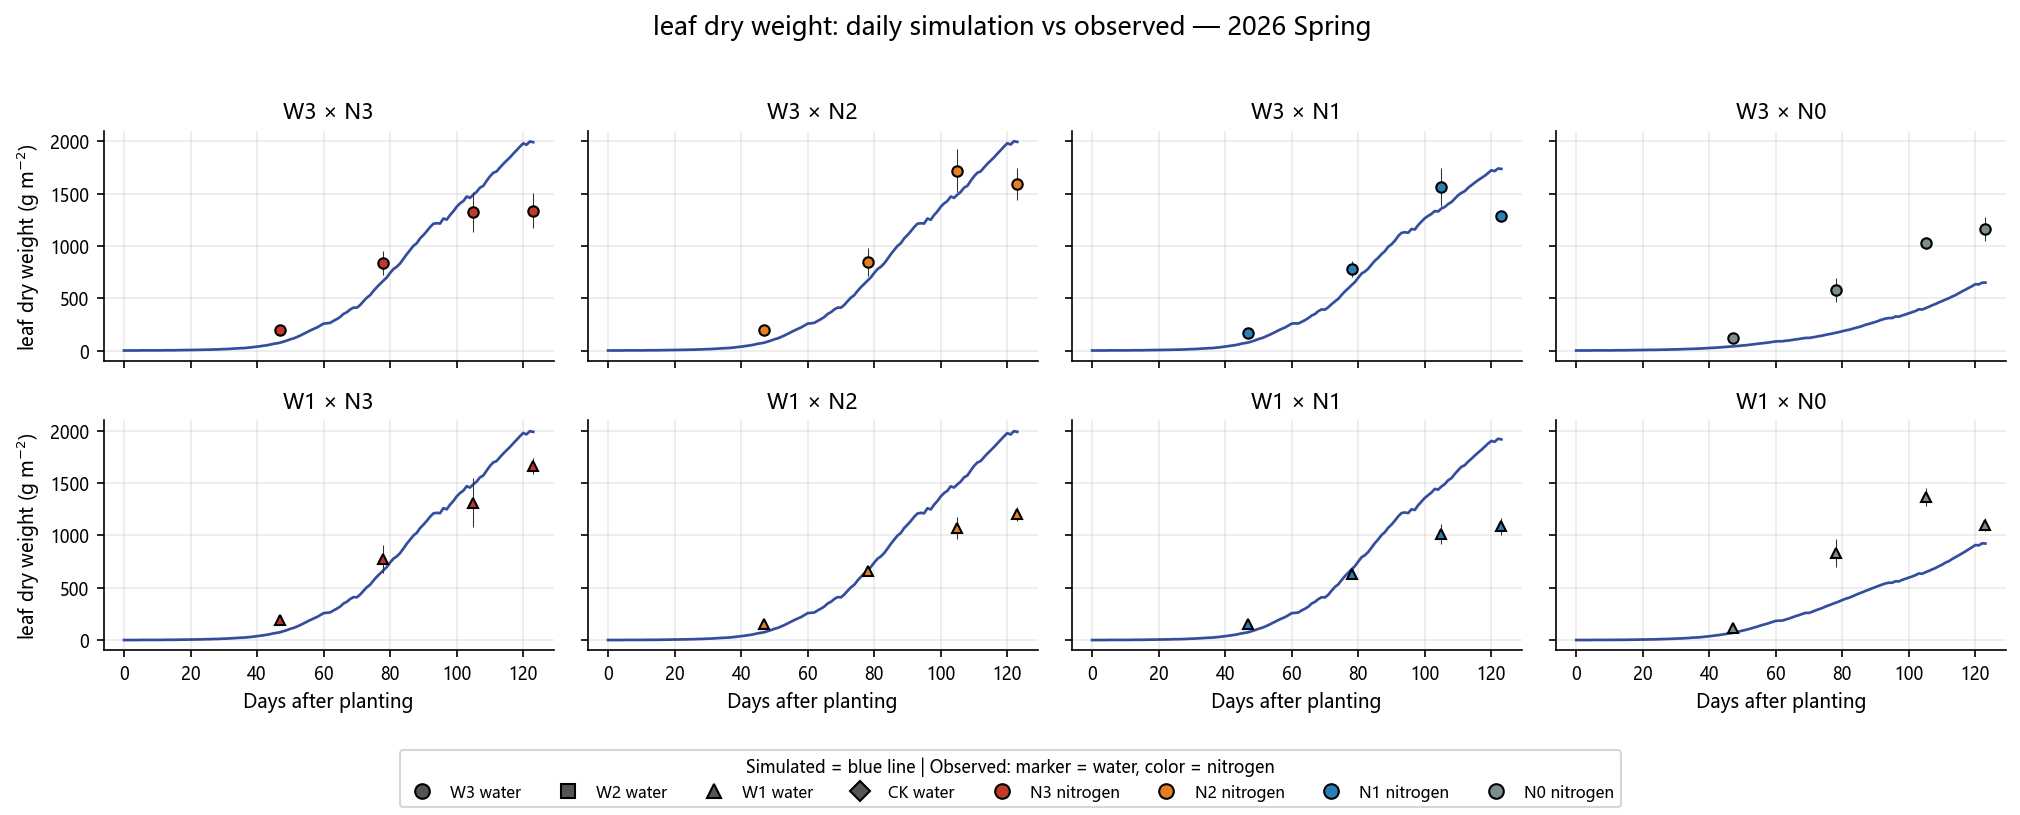 leaf dry weight: daily simulation vs observed — 2026 Spring
W3 × N3
W3 × N2
W3 × N1
W3 × N0
leaf dry weight (g m⁻²)
2000
1500
1000
500
0
W1 × N3
W1 × N2
W1 × N1
W1 × N0
leaf dry weight (g m⁻²)
2000
1500
1000
500
0
0 20 40 60 80 100 120
0 20 40 60 80 100 120
0 20 40 60 80 100 120
0 20 40 60 80 100 120
Days after planting
Days after planting
Days after planting
Days after planting
Simulated = blue line | Observed: marker = water, color = nitrogen
W3 water W2 water W1 water CK water N3 nitrogen N2 nitrogen N1 nitrogen N0 nitrogen